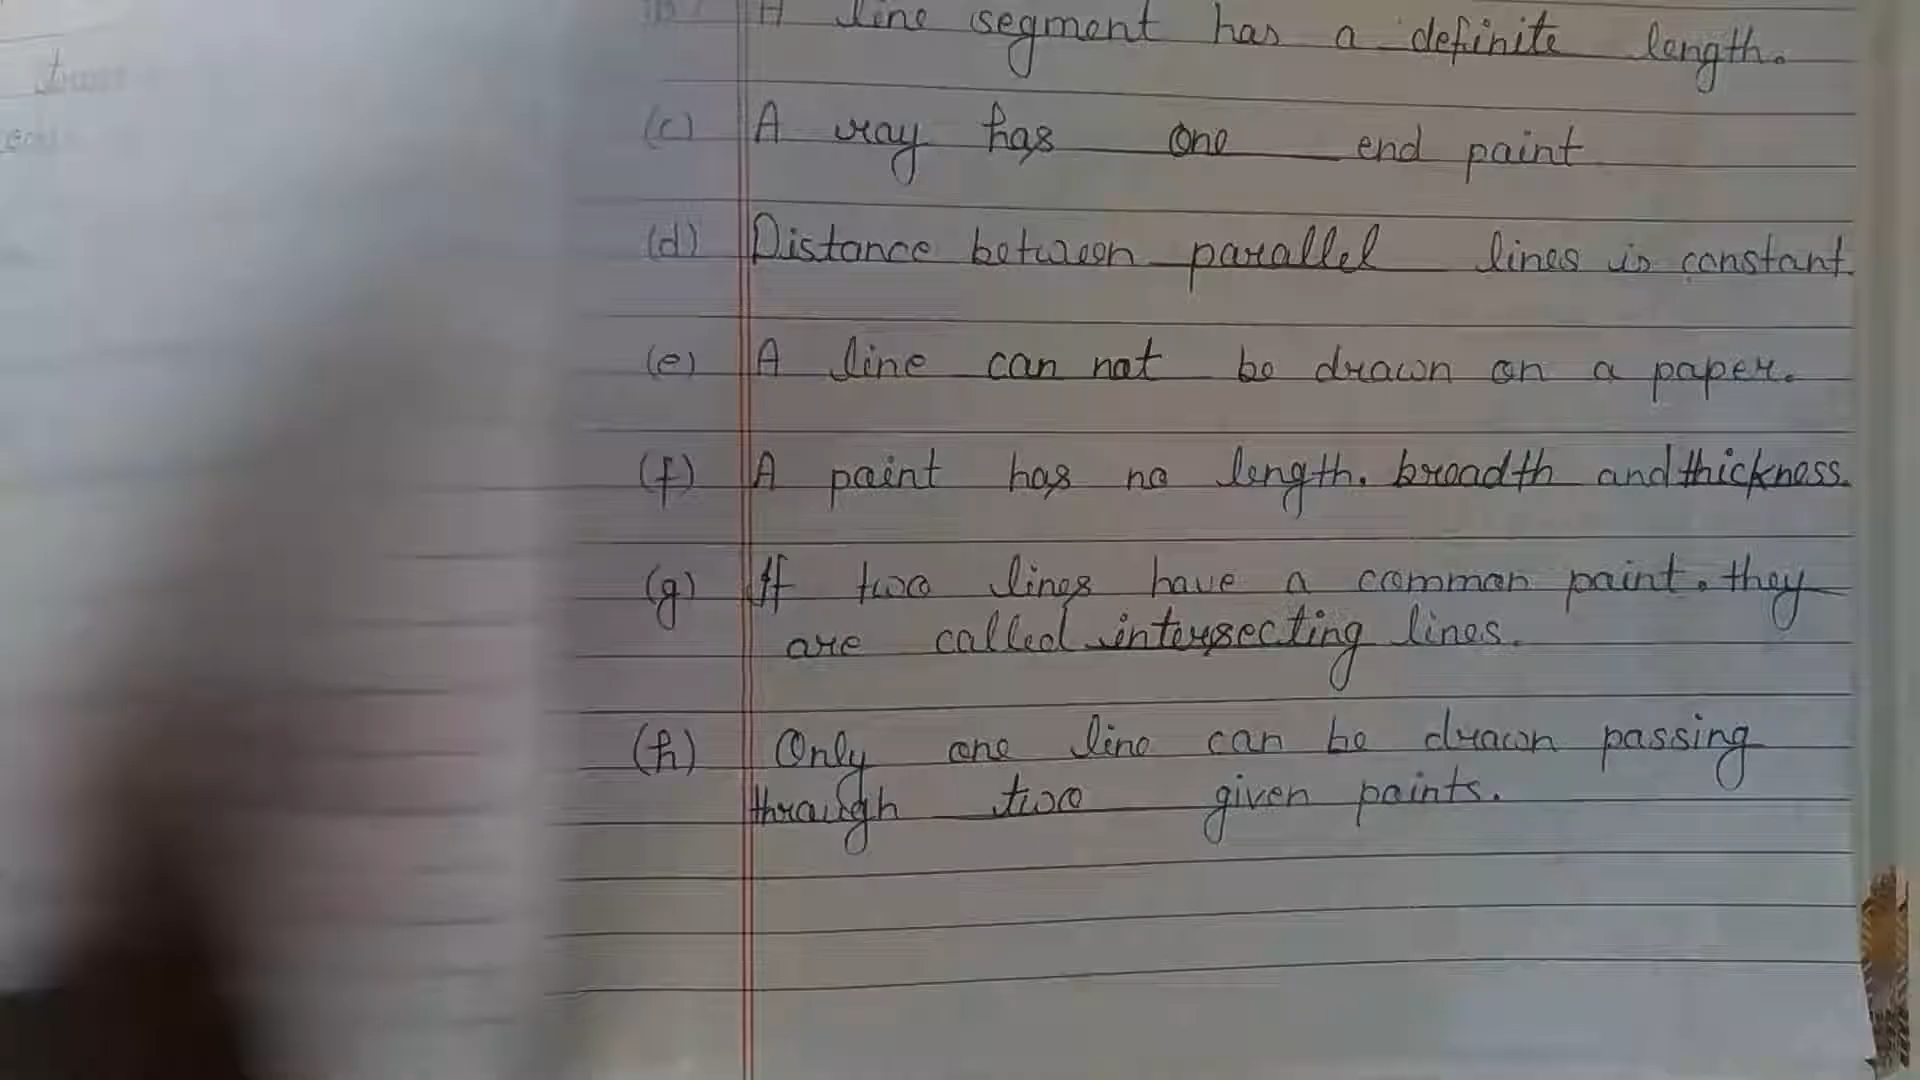 A line segment has a definite length.
(c) A ray has one end paint
(d) Distance between parallel lines is constant.
(e) A line can not be drawn on a paper.
(f) A paint has no length. broadth and thickness.
(g) If two lines have a common paint. they
are called intersecting lines.
(h) Only one line can be drawn passing
through two given paints.